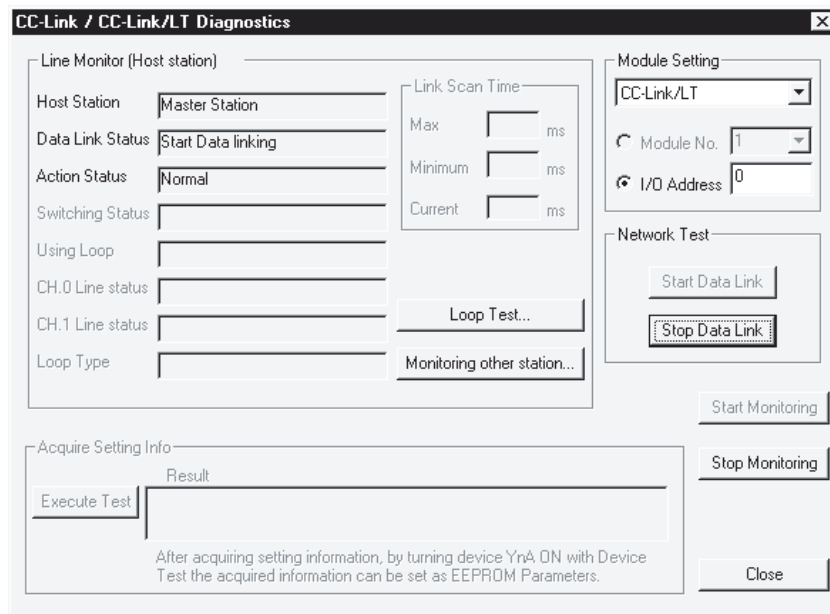 CC-Link / CC-Link/LT Diagnostics
Line Monitor (Host station)
Host Station Master Station
Data Link Status Start Data linking
Action Status Normal
Switching Status
Using Loop
CH.0 Line status
CH.1 Line status
Loop Type
Link Scan Time
Max ms
Minimum ms
Current ms
Loop Test...
Monitoring other station...
Module Setting
CC-Link/LT
Module No. 1
I/O Address 0
Network Test
Start Data Link
Stop Data Link
Start Monitoring
Stop Monitoring
Close
Acquire Setting Info
Result
Execute Test
After acquiring setting information, by turning device YnA ON with Device
Test the acquired information can be set as EEPROM Parameters.